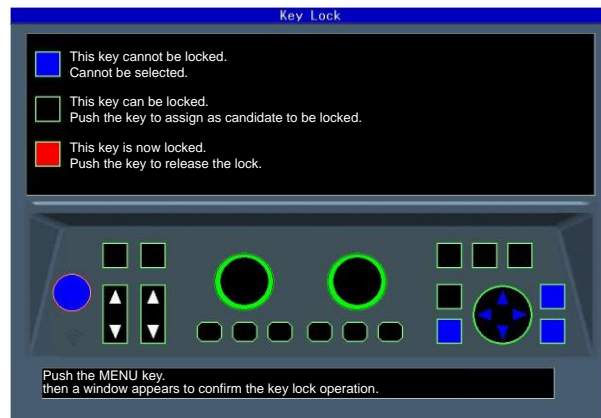 Key Lock
This key cannot be locked.
Cannot be selected.
This key can be locked.
Push the key to assign as candidate to be locked.
This key is now locked.
Push the key to release the lock.
Push the MENU key.
then a window appears to confirm the key lock operation.